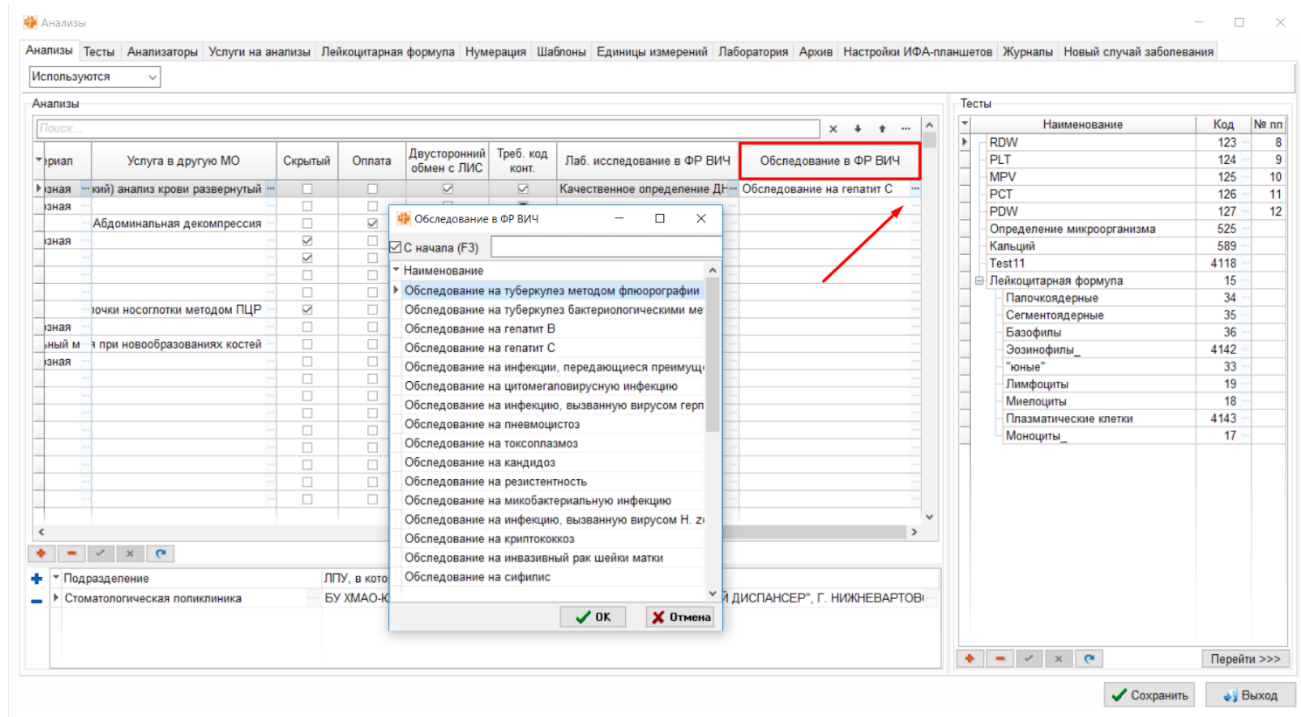 Анализы
Анализы Тесты Анализаторы Услуги на анализы Лейкоцитарная формула Нумерация Шаблоны Единицы измерений Лаборатория Архив Настройки ИФА-планшетов Журналы Новый случай заболевания
Используются
Анализы
Поиск...
эриал Услуга в другую МО Скрытый Оплата Двусторонний обмен с ЛИС Треб. код конт. Лаб. исследование в ФР ВИЧ Обследование в ФР ВИЧ
кий) анализ крови развернутый Качественное определение Обследование на гепатит С
Абдоминальная декомпрессия
почки носоглотки методом ПЦР
при новообразованиях костей
Обследование в ФР ВИЧ
С начала (F3)
Наименование
Обследование на туберкулез методом флюорографии
Обследование на туберкулез бактериологическими ме
Обследование на гепатит B
Обследование на гепатит C
Обследование на инфекции, передающиеся преимущ
Обследование на цитомегаловирусную инфекцию
Обследование на инфекцию, вызванную вирусом герп
Обследование на пневмоцистоз
Обследование на токсоплазмоз
Обследование на кандидоз
Обследование на резистентность
Обследование на микобактериальную инфекцию
Обследование на инфекцию, вызванную вирусом H. z
Обследование на криптококкоз
Обследование на инвазивный рак шейки матки
Обследование на сифилис
OK Отмена
Подразделение ЛПУ, в кото
Стоматологическая поликлиника БУ ХМАО-Ю ДИСПАНСЕР", Г. НИЖНЕВАРТОВ
Тесты
Наименование Код № пп
RDW 123 8
PLT 124 9
MPV 125 10
PCT 126 11
PDW 127 12
Определение микроорганизма 525
Кальций 589
Test11 4118
Лейкоцитарная формула 15
Палочкоядерные 34
Сегментоядерные 35
Базофилы 36
Эозинофилы_ 4142
"юные" 33
Лимфоциты 19
Миелоциты 18
Плазматические клетки 4143
Моноциты_ 17
Перейти >>>
Сохранить Выход